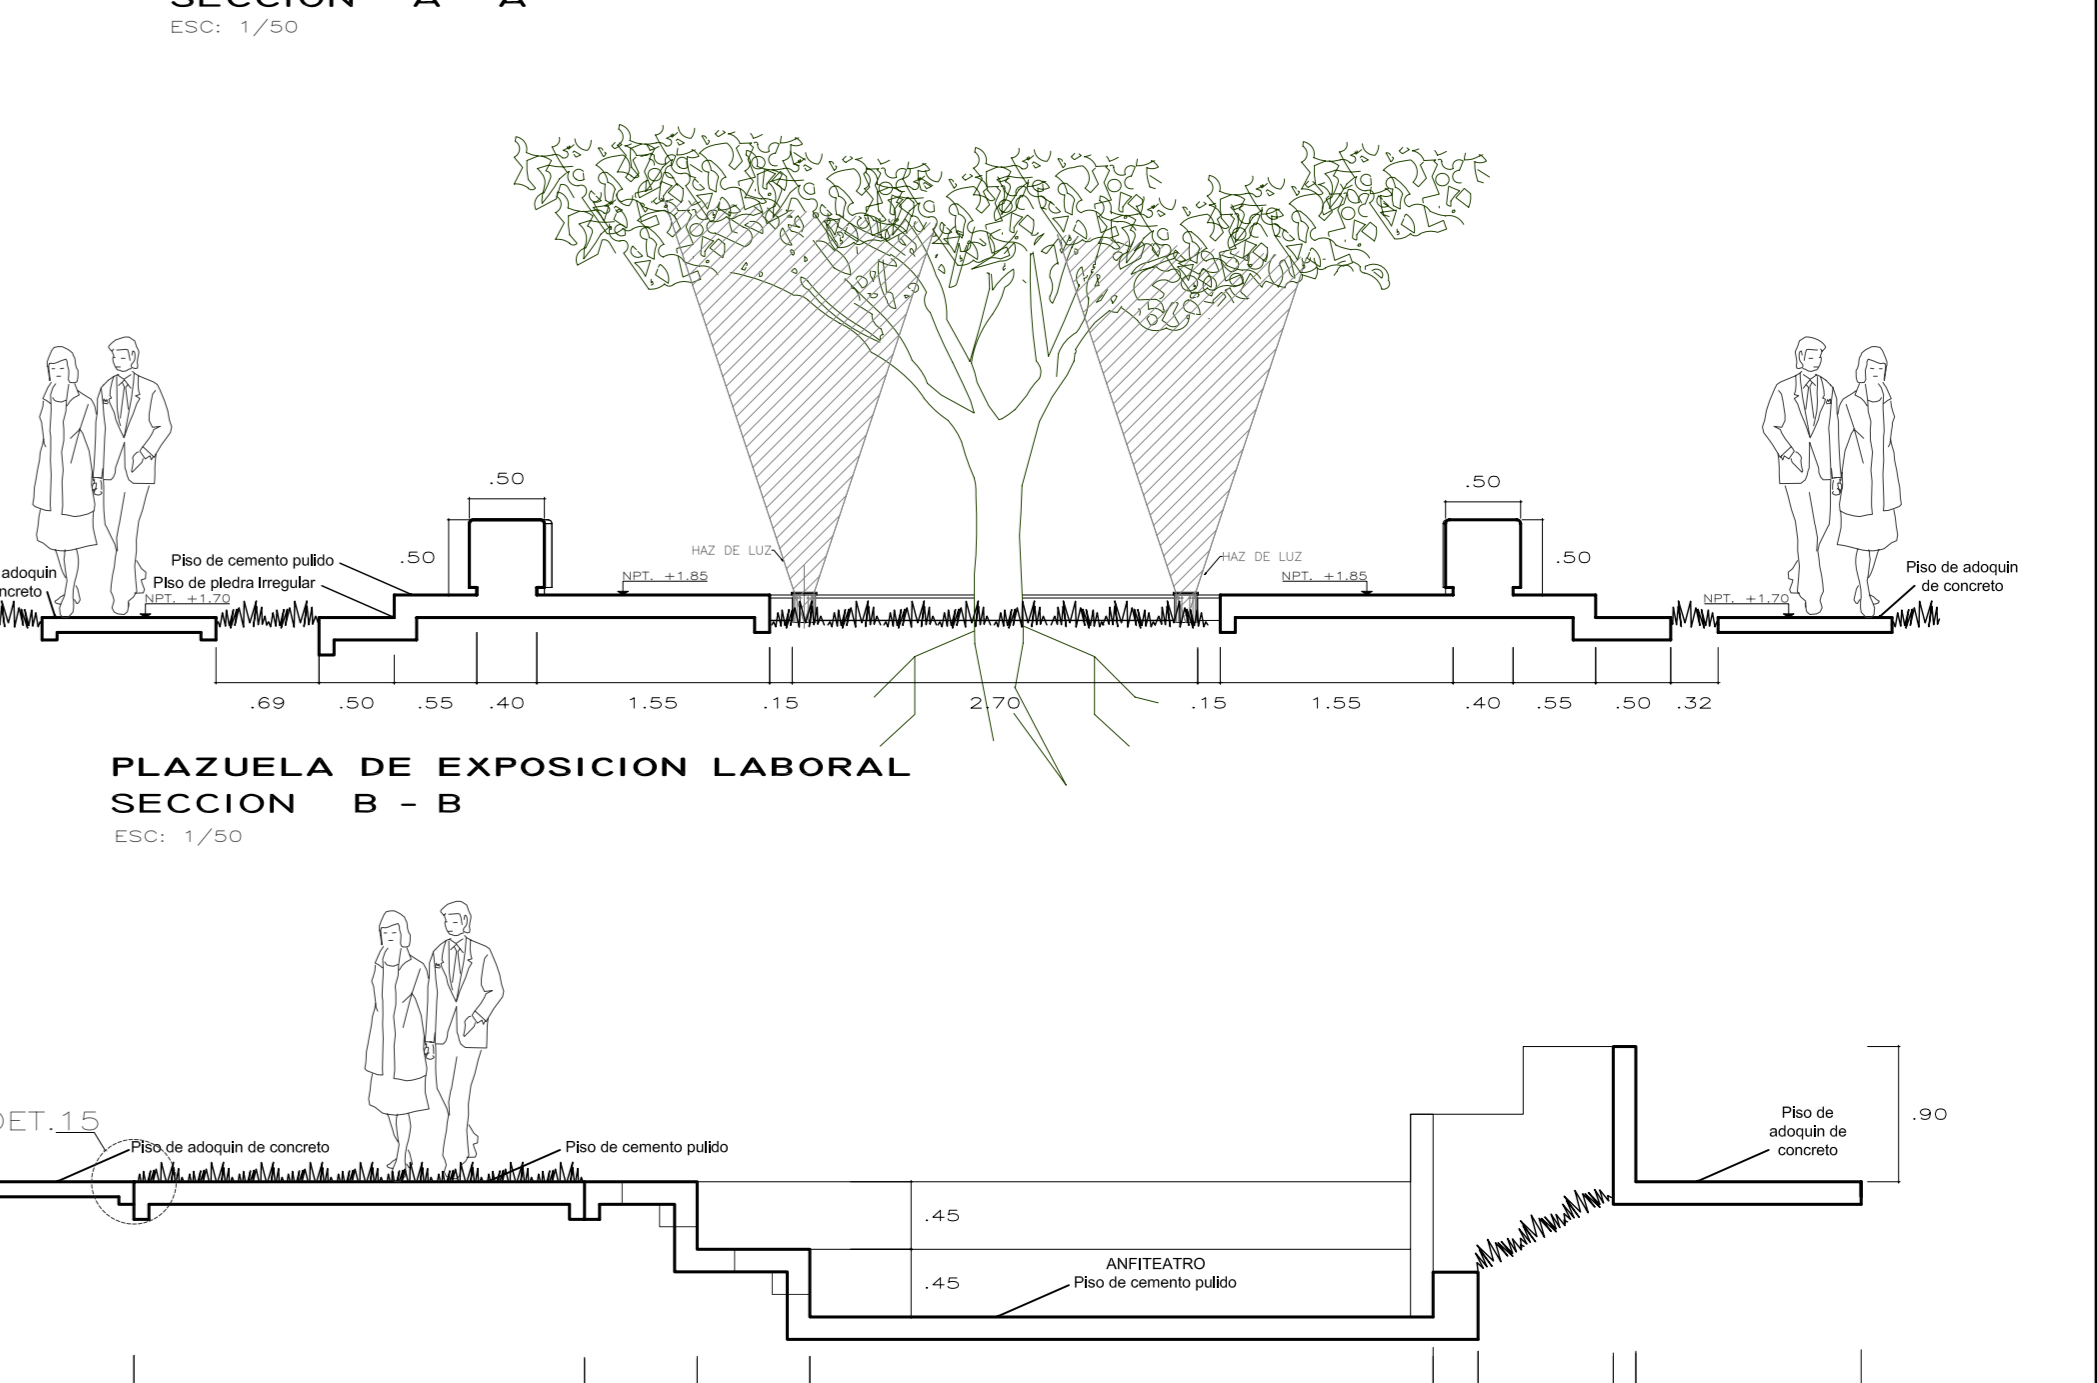 SECCION A - A
ESC: 1/50
.50
.50
.50
.50
HAZ DE LUZ
HAZ DE LUZ
Piso de cemento pulido
PIso de piedra Irregular
adoquin
NPT. +1.70
NPT. +1.85
NPT. +1.85
NPT. +1.70
Piso de adoquin
de concreto
.69 .50 .55 .40 1.55 .15 2.70 .15 1.55 .40 .55 .50 .32
PLAZUELA DE EXPOSICION LABORAL
SECCION B - B
ESC: 1/50
DET.15
Piso de adoquin de concreto
Piso de cemento pulido
Piso de
adoquin de
concreto
.90
.45
.45
ANFITEATRO
Piso de cemento pulido